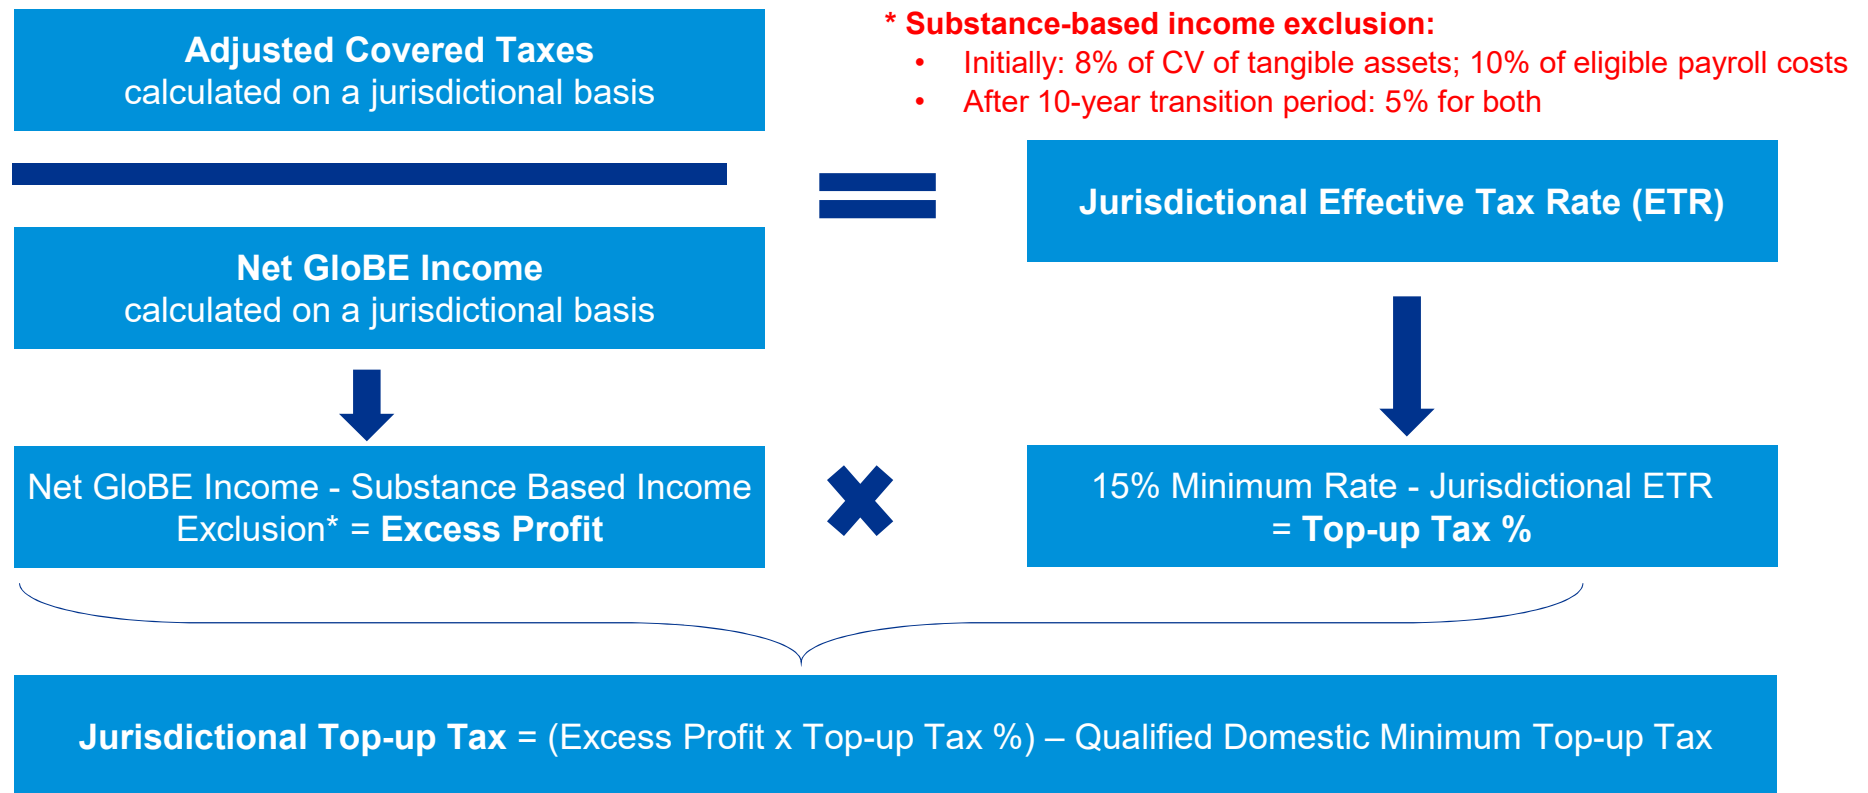 Adjusted Covered Taxes
calculated on a jurisdictional basis
* Substance-based income exclusion:
• Initially: 8% of CV of tangible assets; 10% of eligible payroll costs
• After 10-year transition period: 5% for both
Jurisdictional Effective Tax Rate (ETR)
Net GloBE Income
calculated on a jurisdictional basis
Net GloBE Income - Substance Based Income
Exclusion* = Excess Profit
15% Minimum Rate - Jurisdictional ETR
= Top-up Tax %
Jurisdictional Top-up Tax = (Excess Profit x Top-up Tax %) – Qualified Domestic Minimum Top-up Tax